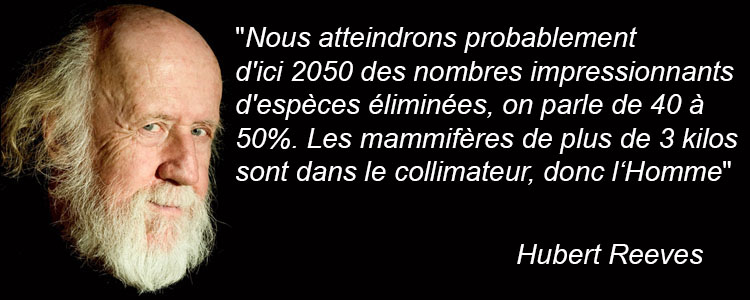 "Nous atteindrons probablement
d'ici 2050 des nombres impressionnants
d'espèces éliminées, on parle de 40 à
50%. Les mammifères de plus de 3 kilos
sont dans le collimateur, donc l‘Homme"
Hubert Reeves